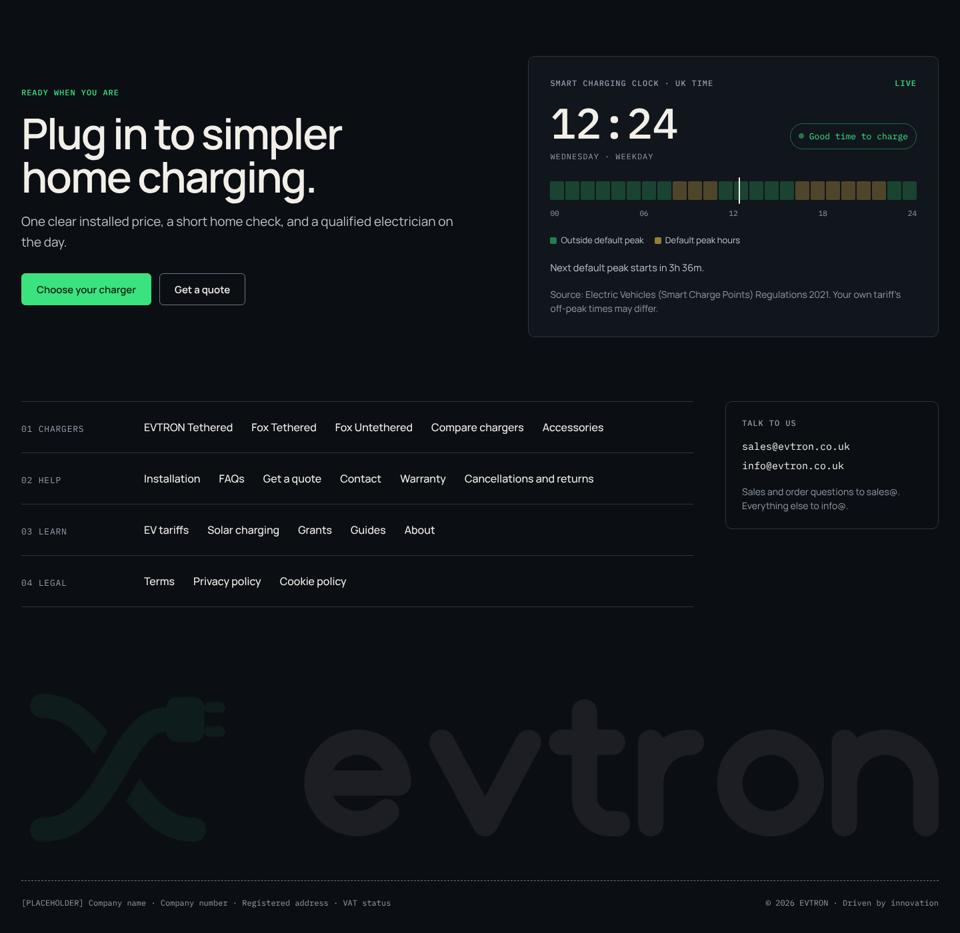 READY WHEN YOU ARE
Plug in to simpler
home charging.
One clear installed price, a short home check, and a qualified electrician on
the day.
Choose your charger
Get a quote
SMART CHARGING CLOCK · UK TIME
LIVE
12:24
Good time to charge
WEDNESDAY · WEEKDAY
00 06 12 18 24
Outside default peak
Default peak hours
Next default peak starts in 3h 36m.
Source: Electric Vehicles (Smart Charge Points) Regulations 2021. Your own tariff's
off-peak times may differ.
01 CHARGERS
EVTRON Tethered Fox Tethered Fox Untethered Compare chargers Accessories
02 HELP
Installation FAQs Get a quote Contact Warranty Cancellations and returns
03 LEARN
EV tariffs Solar charging Grants Guides About
04 LEGAL
Terms Privacy policy Cookie policy
TALK TO US
sales@evtron.co.uk
info@evtron.co.uk
Sales and order questions to sales@.
Everything else to info@.
evtron
[PLACEHOLDER] Company name · Company number · Registered address · VAT status
© 2026 EVTRON · Driven by innovation